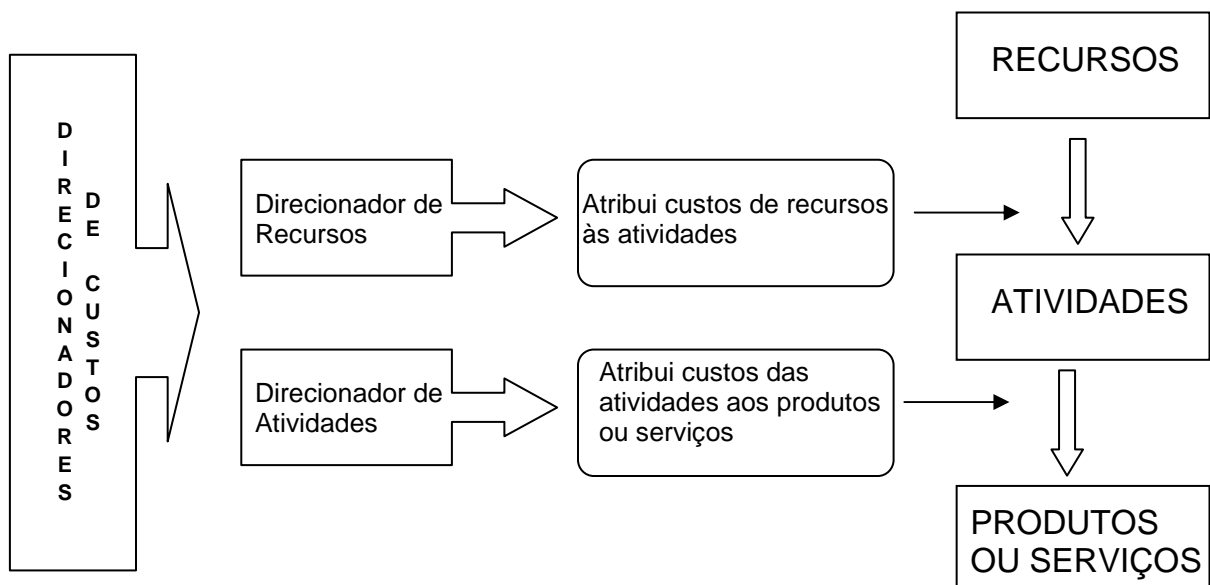 DIRECIONADORES
DE CUSTOS
Direcionador de
Recursos
Atribui custos de recursos
às atividades
RECURSOS
ATIVIDADES
Direcionador de
Atividades
Atribui custos das
atividades aos produtos
ou serviços
PRODUTOS
OU SERVIÇOS